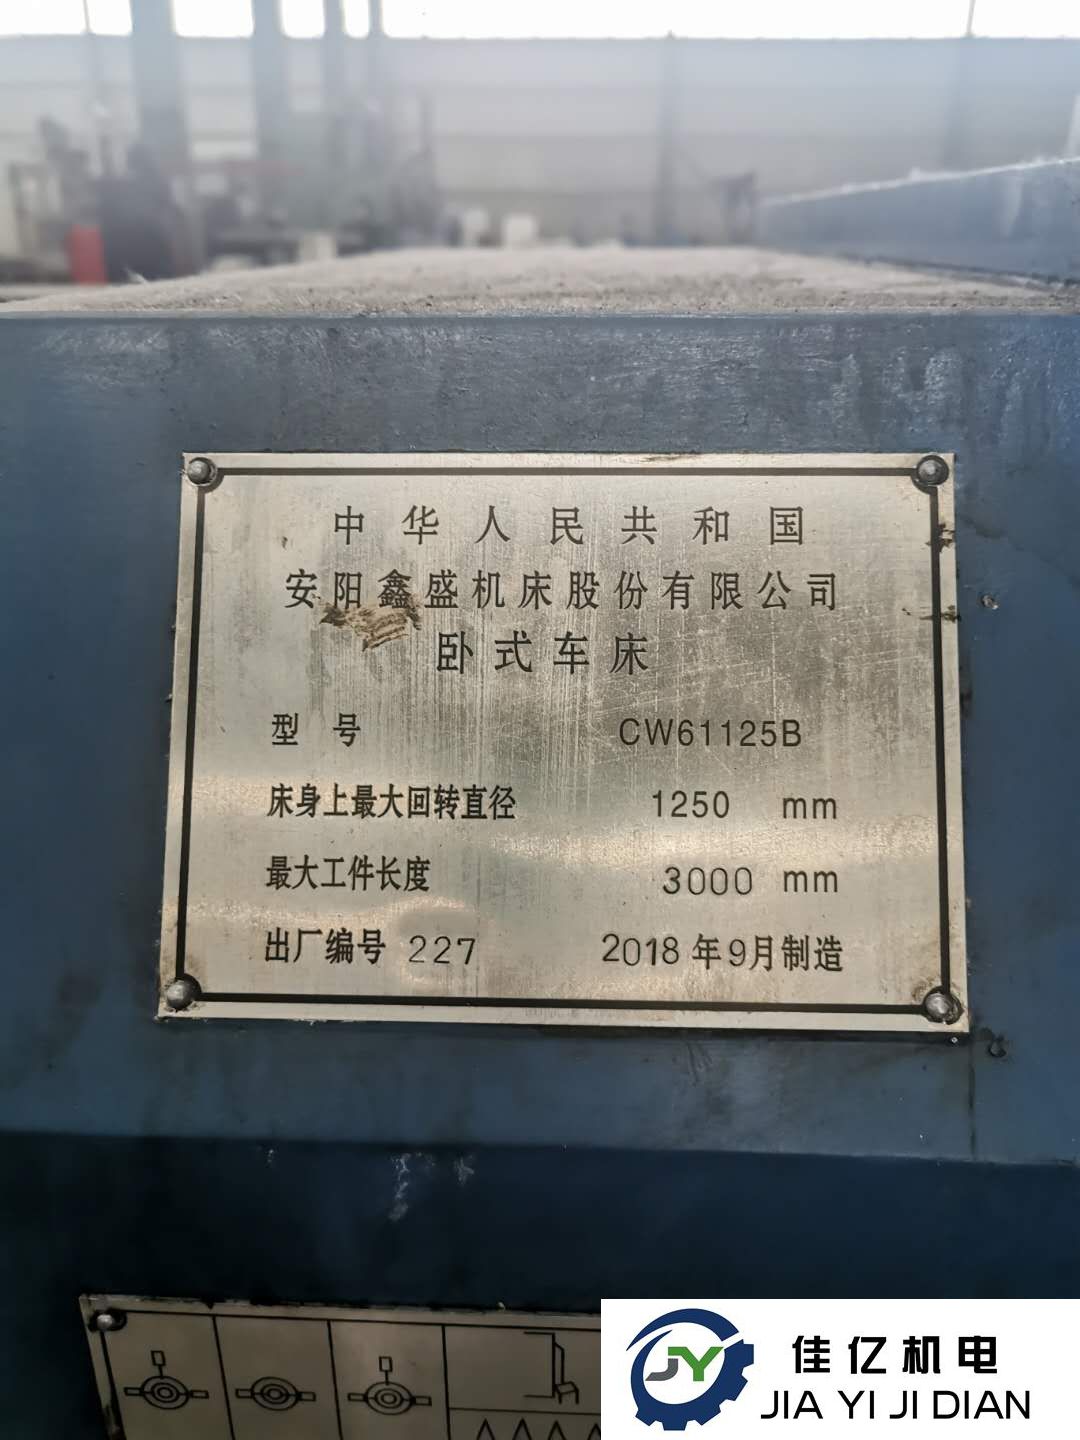 中华人民共和国
安阳鑫盛机床股份有限公司
卧式车床
型号 CW61125B
床身上最大回转直径 1250 mm
最大工件长度 3000 mm
出厂编号 227 2018年9月制造
JY 佳亿机电
JIA YI JI DIAN